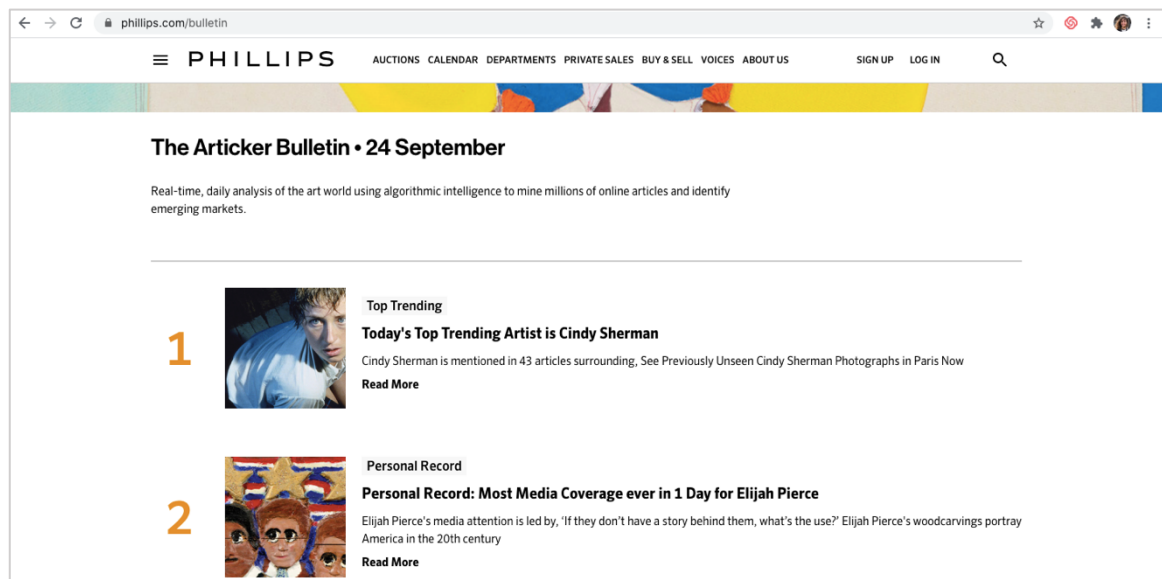 phillips.com/bulletin
PHILLIPS AUCTIONS CALENDAR DEPARTMENTS PRIVATE SALES BUY & SELL VOICES ABOUT US SIGN UP LOG IN
The Articker Bulletin • 24 September
Real-time, daily analysis of the art world using algorithmic intelligence to mine millions of online articles and identify
emerging markets.
1
Top Trending
Today's Top Trending Artist is Cindy Sherman
Cindy Sherman is mentioned in 43 articles surrounding, See Previously Unseen Cindy Sherman Photographs in Paris Now
Read More
2
Personal Record
Personal Record: Most Media Coverage ever in 1 Day for Elijah Pierce
Elijah Pierce's media attention is led by, ‘If they don’t have a story behind them, what’s the use?’ Elijah Pierce's woodcarvings portray
America in the 20th century
Read More